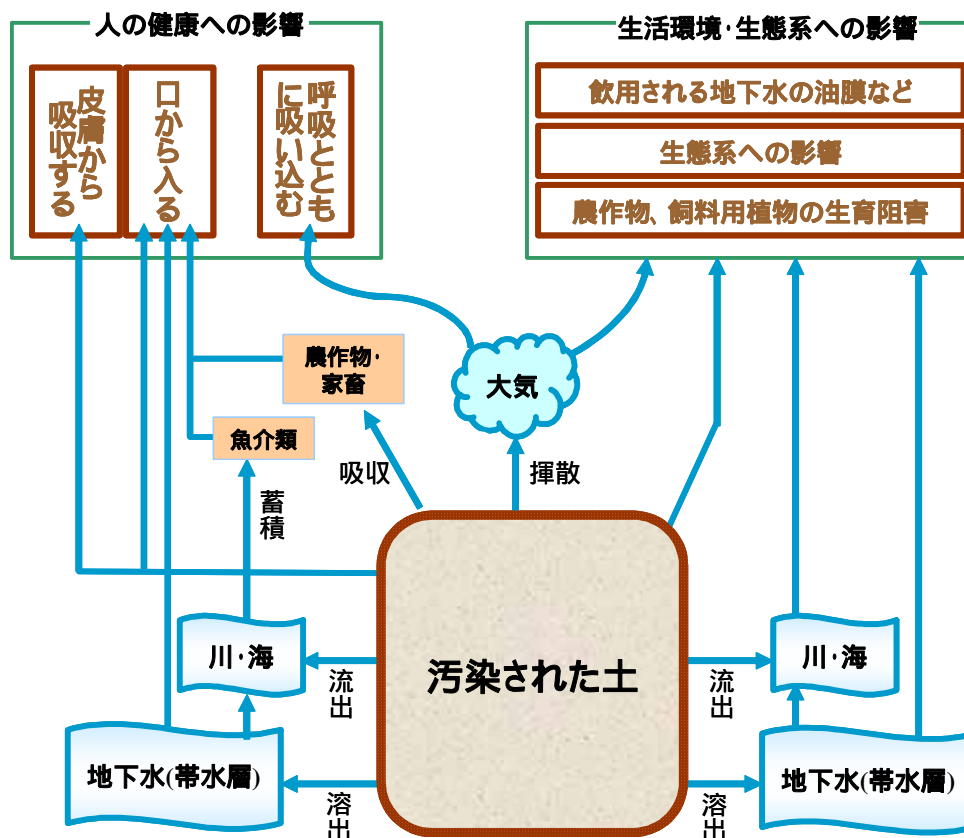 人の健康への影響
皮膚から
吸収する
口から入る
呼吸ととも
に吸い込む
生活環境・生態系への影響
飲用される地下水の油膜など
生態系への影響
農作物、飼料用植物の生育阻害
農作物・
家畜
魚介類
大気
吸収
揮散
蓄積
汚染された土
川・海
流出
地下水(帯水層)
溶出
川・海
流出
地下水(帯水層)
溶出